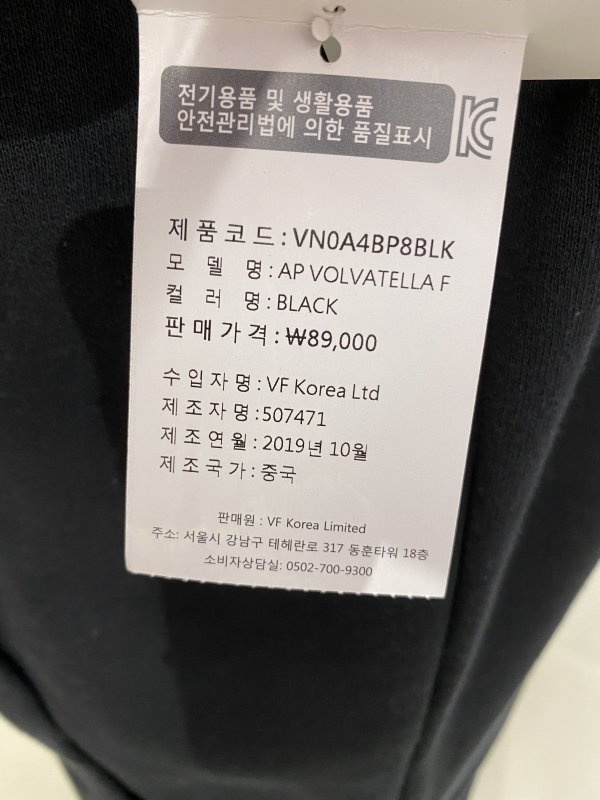 전기용품 및 생활용품
안전관리법에 의한 품질표시
제 품 코 드 : VN0A4BP8BLK
모 델 명 : AP VOLVATELLA F
컬 러 명 : BLACK
판 매 가 격 : ₩89,000
수 입 자 명 : VF Korea Ltd
제 조 자 명 : 507471
제 조 연 월 : 2019년 10월
제 조 국 가 : 중국
판매원 : VF Korea Limited
주소: 서울시 강남구 테헤란로 317 동훈타워 18층
소비자상담실: 0502-700-9300